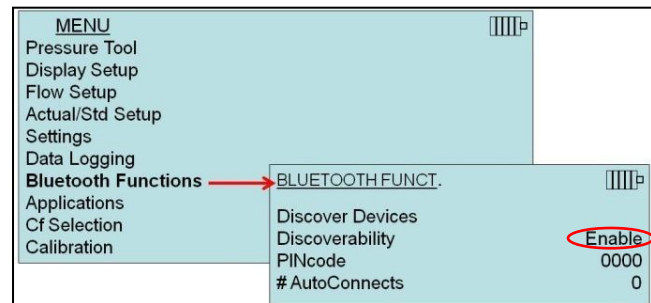 MENU
Pressure Tool
Display Setup
Flow Setup
Actual/Std Setup
Settings
Data Logging
Bluetooth Functions
Applications
Cf Selection
Calibration
BLUETOOTH FUNCT.
Discover Devices
Discoverability Enable
PINcode 0000
# AutoConnects 0